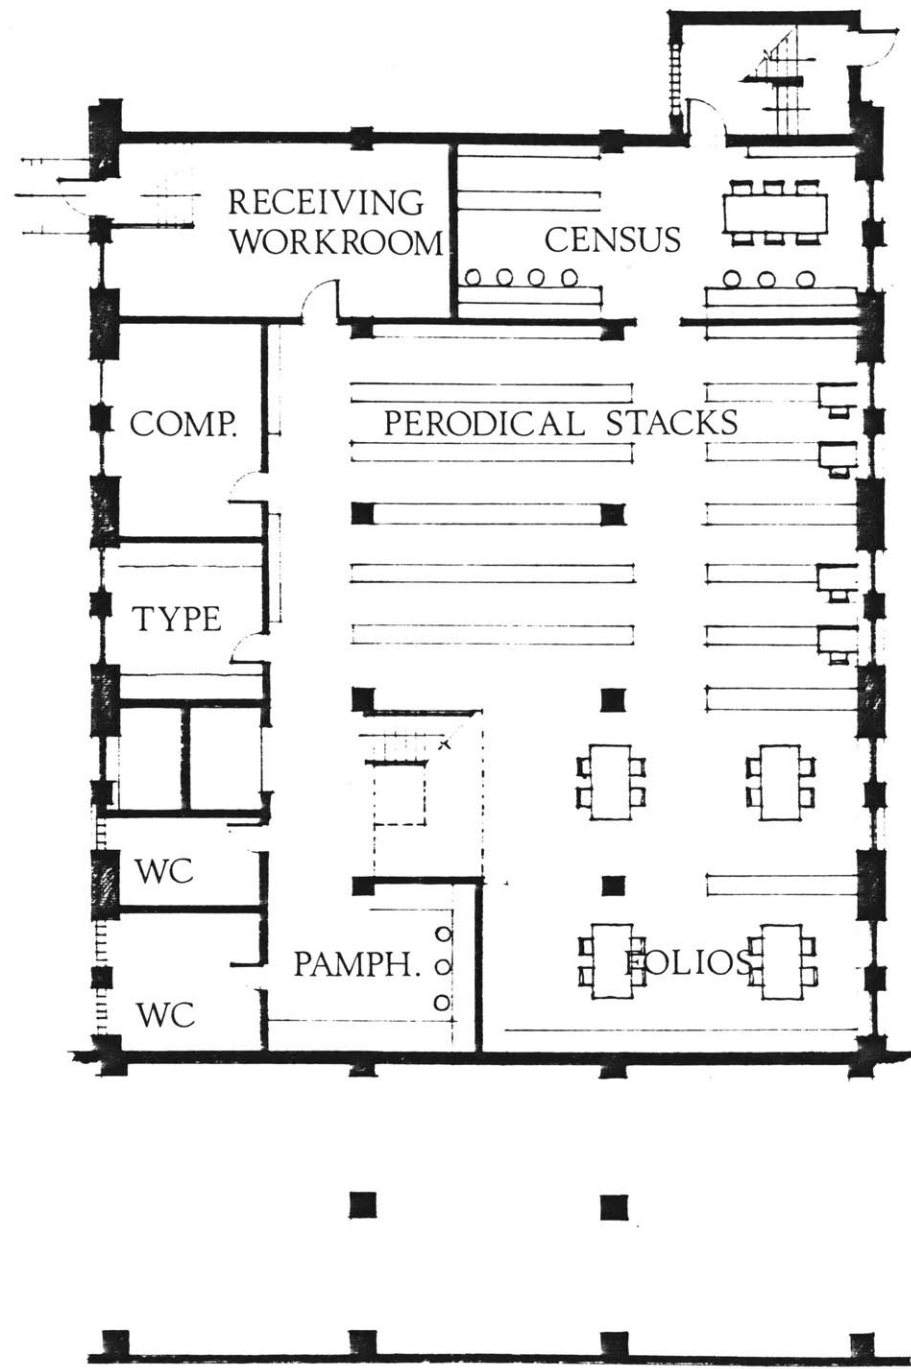 RECEIVING
WORKROOM
CENSUS
COMP.
PERODICAL STACKS
TYPE
WC
PAMPH.
FOLIOS
WC